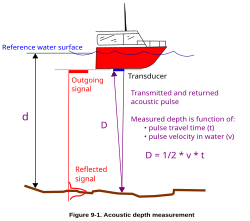 Reference water surface
Transducer
Outgoing
signal
Transmitted and returned
acoustic pulse
d
D
Measured depth is function of:
• pulse travel time (t)
• pulse velocity in water (v)
D = 1/2 * v * t
Reflected
signal
Figure 9-1. Acoustic depth measurement